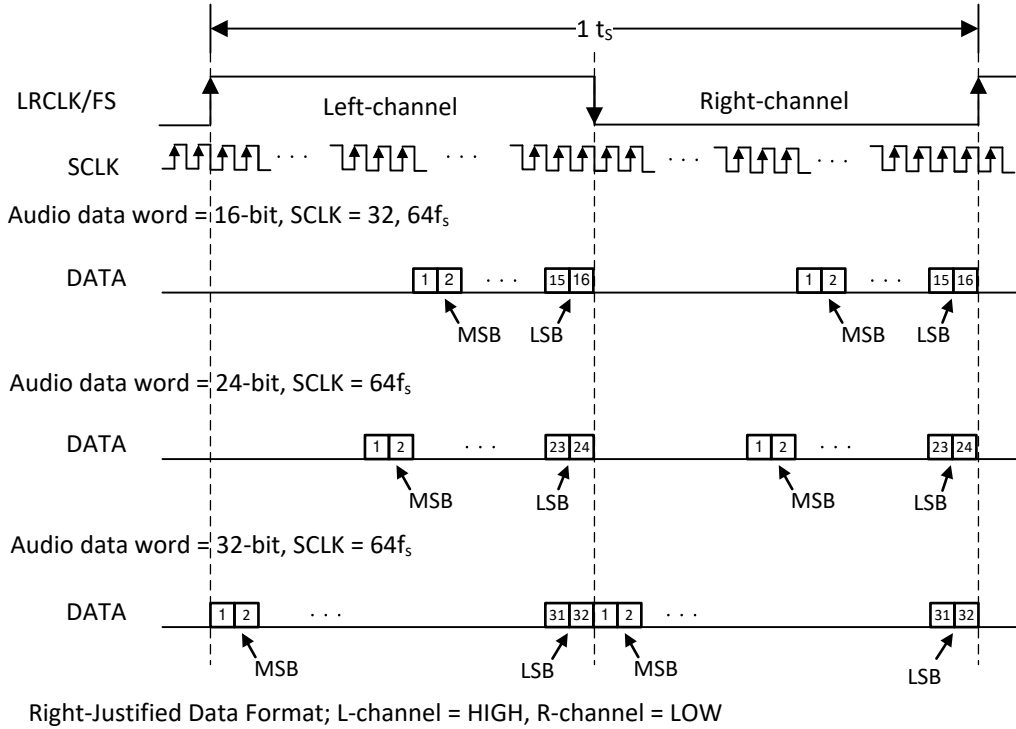 1 tS
LRCLK/FS
Left-channel
Right-channel
SCLK
. . .
. . .
. . .
. . .
Audio data word = 16-bit, SCLK = 32, 64fs
DATA
1 2 . . . 15 16 1 2 . . . 15 16
MSB LSB MSB LSB
Audio data word = 24-bit, SCLK = 64fs
DATA
1 2 . . . 23 24 1 2 . . . 23 24
MSB LSB MSB LSB
Audio data word = 32-bit, SCLK = 64fs
DATA
1 2 . . . 31 32 1 2 . . . 31 32
MSB LSB MSB LSB
Right-Justified Data Format; L-channel = HIGH, R-channel = LOW